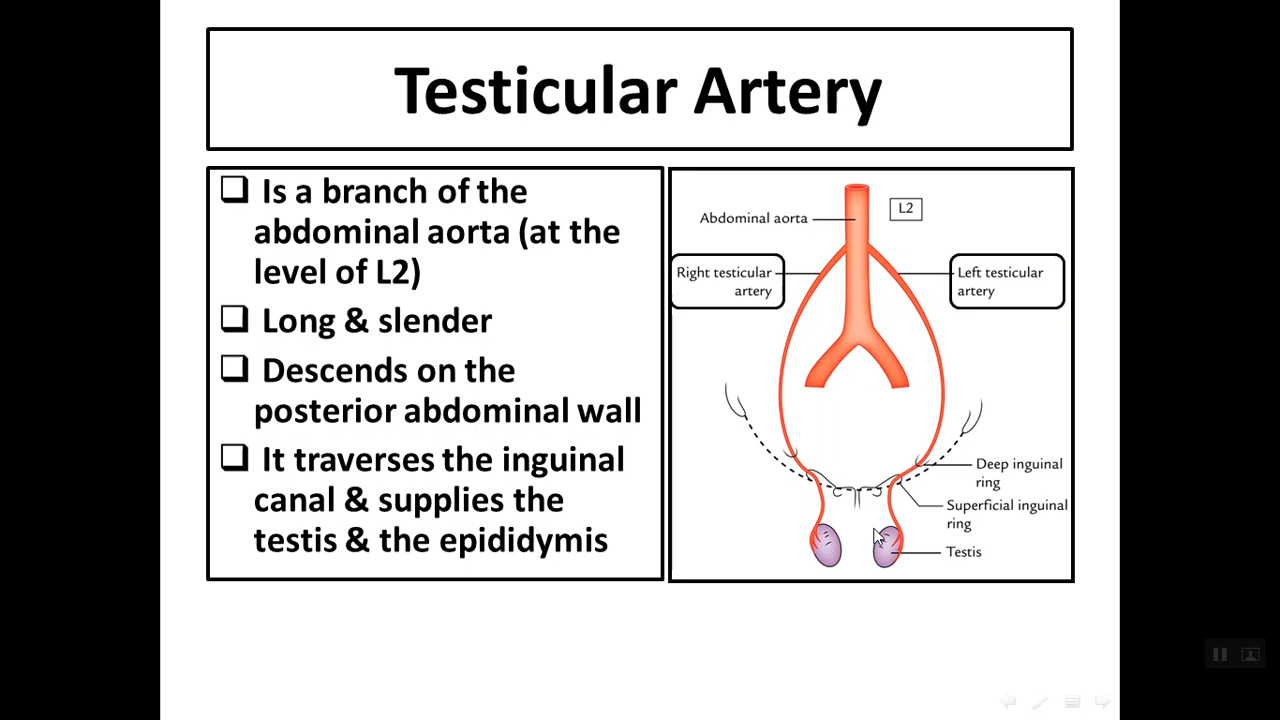 Testicular Artery
❑ Is a branch of the
abdominal aorta (at the
level of L2)
❑ Long & slender
❑ Descends on the
posterior abdominal wall
❑ It traverses the inguinal
canal & supplies the
testis & the epididymis
Abdominal aorta
L2
Right testicular
artery
Left testicular
artery
Deep inguinal
ring
Superficial inguinal
ring
Testis